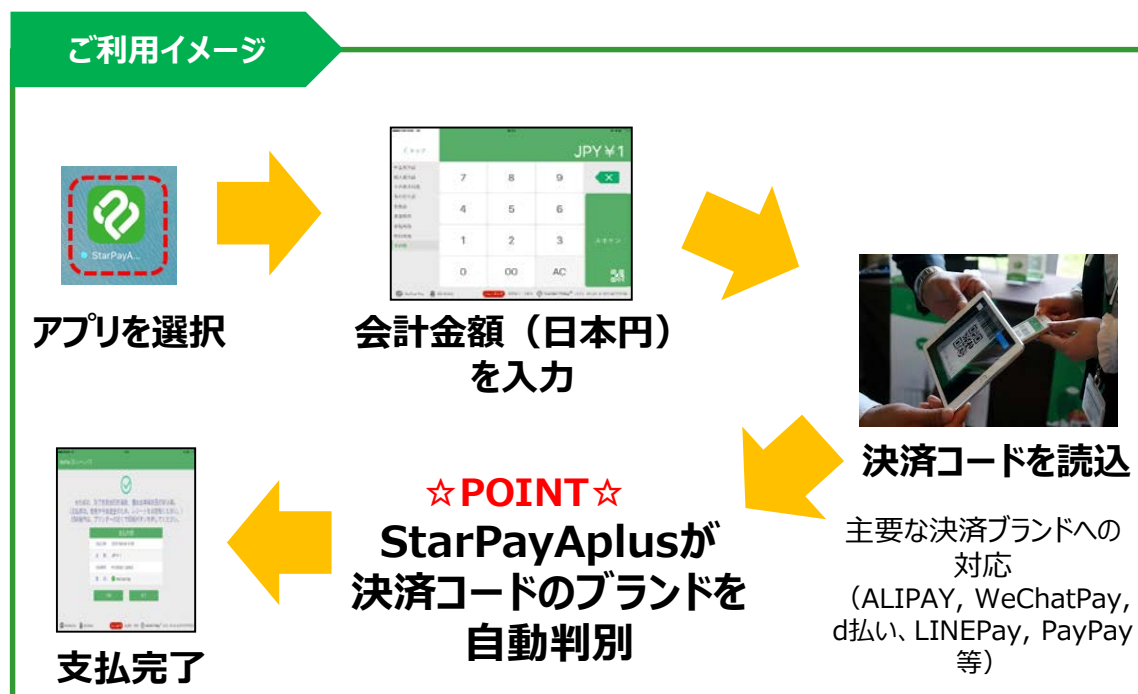 ご利用イメージ
StarPayA...
アプリを選択
JPY¥1
7 8 9
4 5 6
1 2 3
0 00 AC
会計金額（日本円）
を入力
決済コードを読込
主要な決済ブランドへの
対応
（ALIPAY, WeChatPay,
d払い、LINEPay, PayPay
等）
☆POINT☆
StarPayAplusが
決済コードのブランドを
自動判別
支払完了